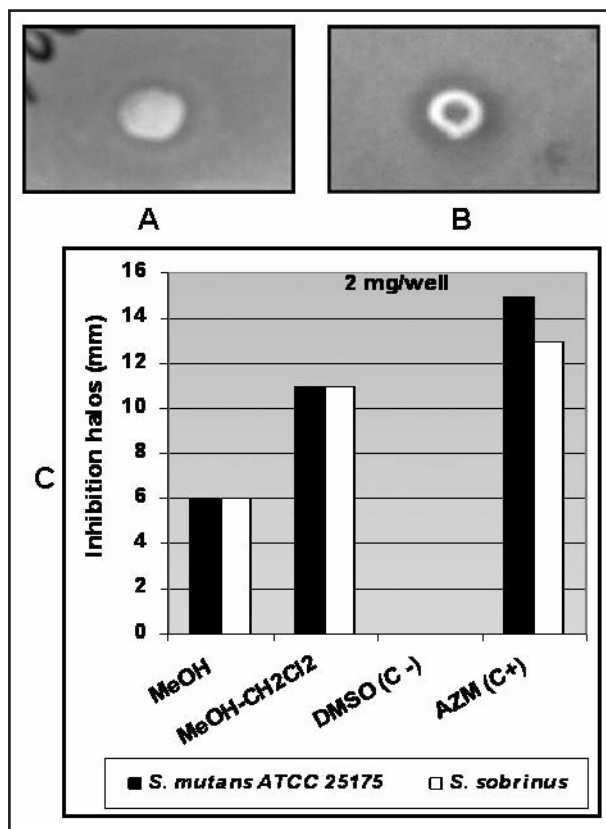 A
B
C
2 mg/well
Inhibition halos (mm)
16
14
12
10
8
6
4
2
0
MeOH
MeOH-CH2Cl2
DMSO (C -)
AZM (C+)
S. mutans ATCC 25175
S. sobrinus